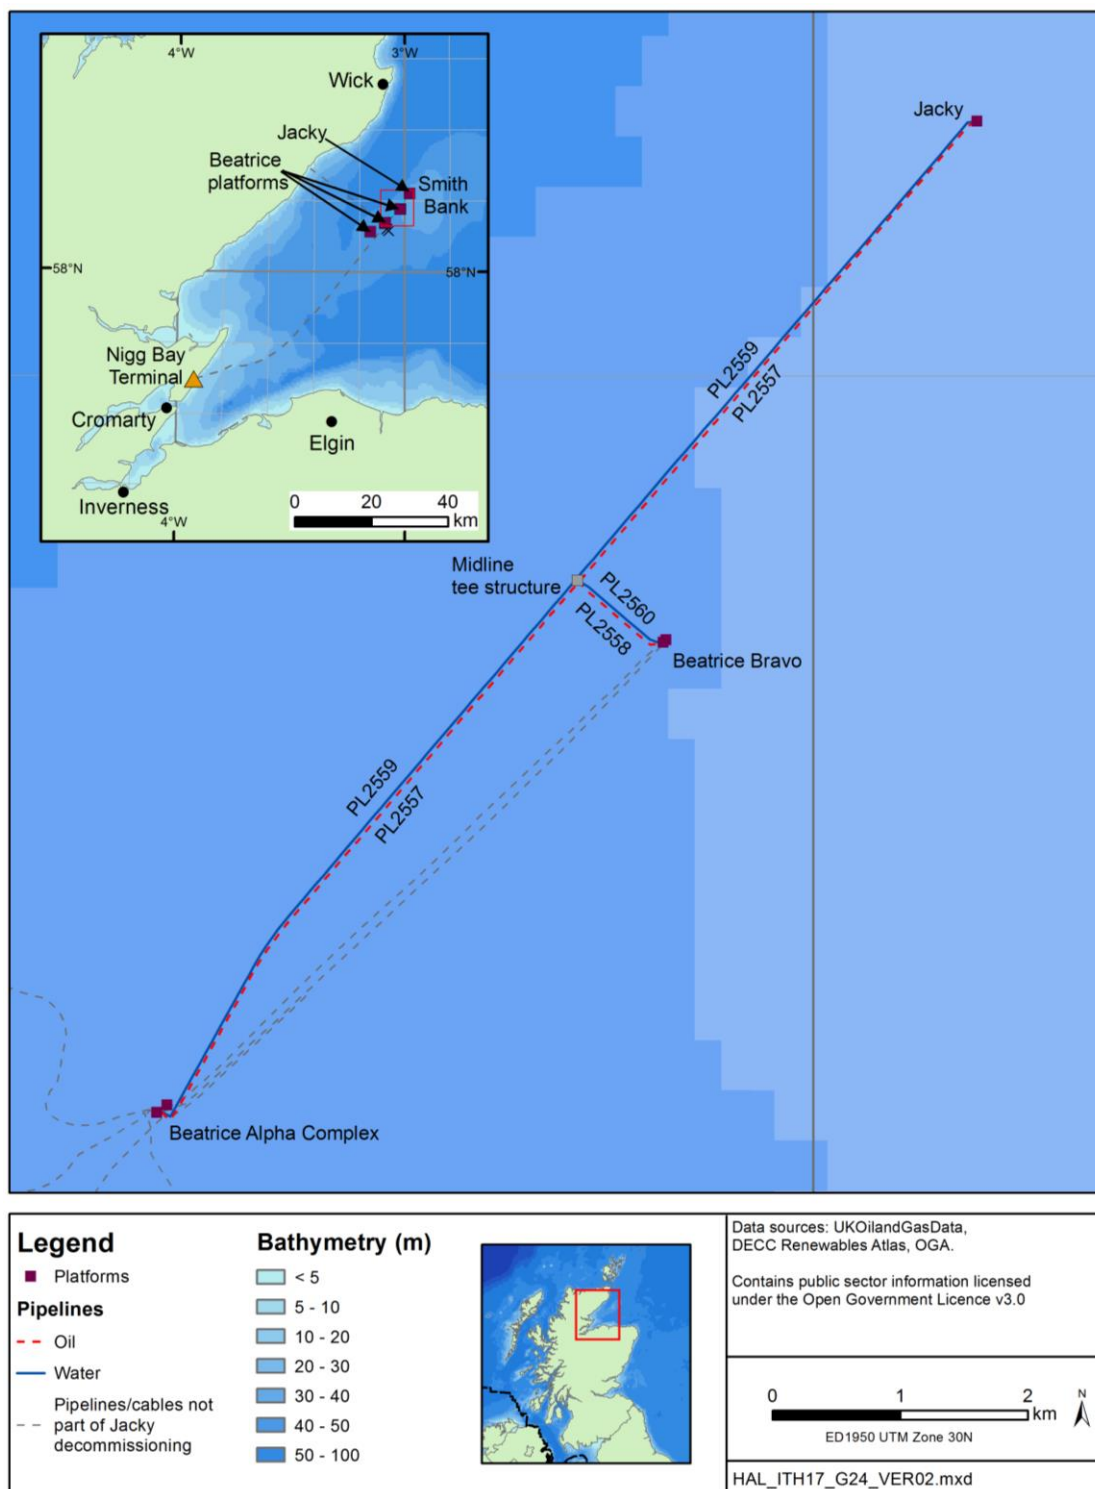 4°W
3°W
Wick
Jacky
Beatrice
platforms
Smith
Bank
58°N
58°N
Nigg Bay
Terminal
Cromarty
Elgin
Inverness
4°W
3°W
0 20 40
km
Jacky
PL2559
PL2557
Midline
tee structure
PL2560
PL2558
Beatrice Bravo
PL2559
PL2557
Beatrice Alpha Complex
Legend
Platforms
Pipelines
Oil
Water
Pipelines/cables not
part of Jacky
decommissioning
Bathymetry (m)
< 5
5 - 10
10 - 20
20 - 30
30 - 40
40 - 50
50 - 100
Data sources: UKOilandGasData,
DECC Renewables Atlas, OGA.
Contains public sector information licensed
under the Open Government Licence v3.0
0 1 2
km
N
ED1950 UTM Zone 30N
HAL_ITH17_G24_VER02.mxd